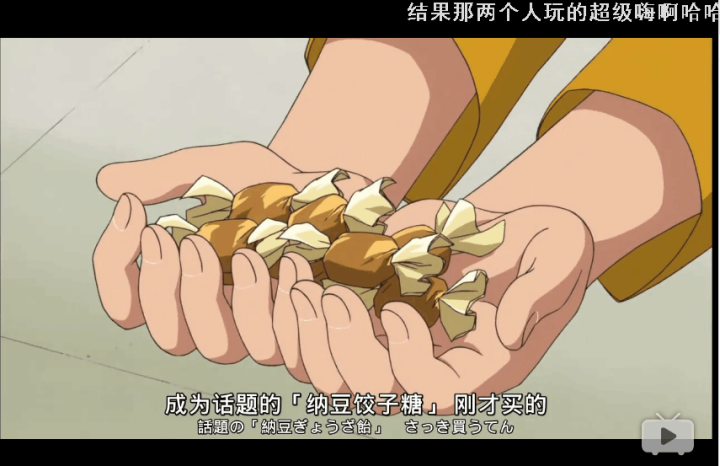 结果那两个人玩的超级嗨啊哈哈
成为话题的「纳豆饺子糖」 刚才买的
話題の「納豆ぎょうざ飴」 さっき買うてん